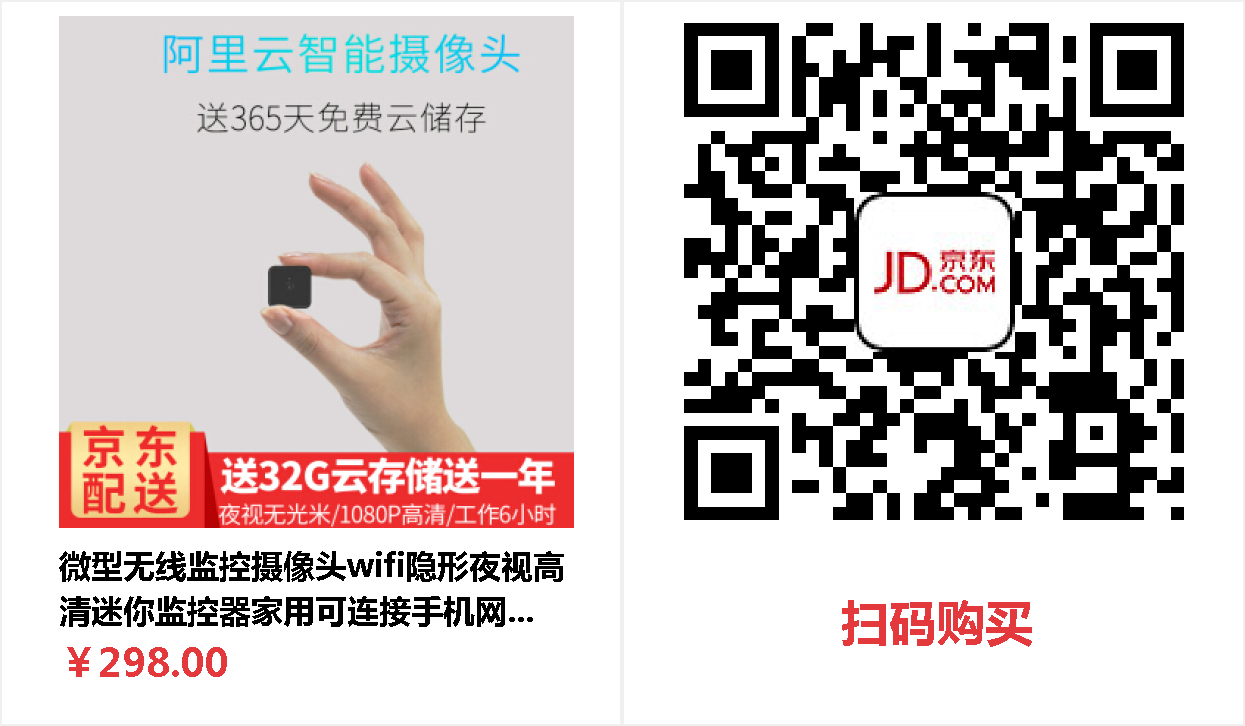 阿里云智能摄像头
送365天免费云储存
京东
配送
送32G云存储送一年
夜视无光米/1080P高清/工作6小时
微型无线监控摄像头wifi隐形夜视高
清迷你监控器家用可连接手机网...
￥298.00
JD.COM
京东
扫码购买